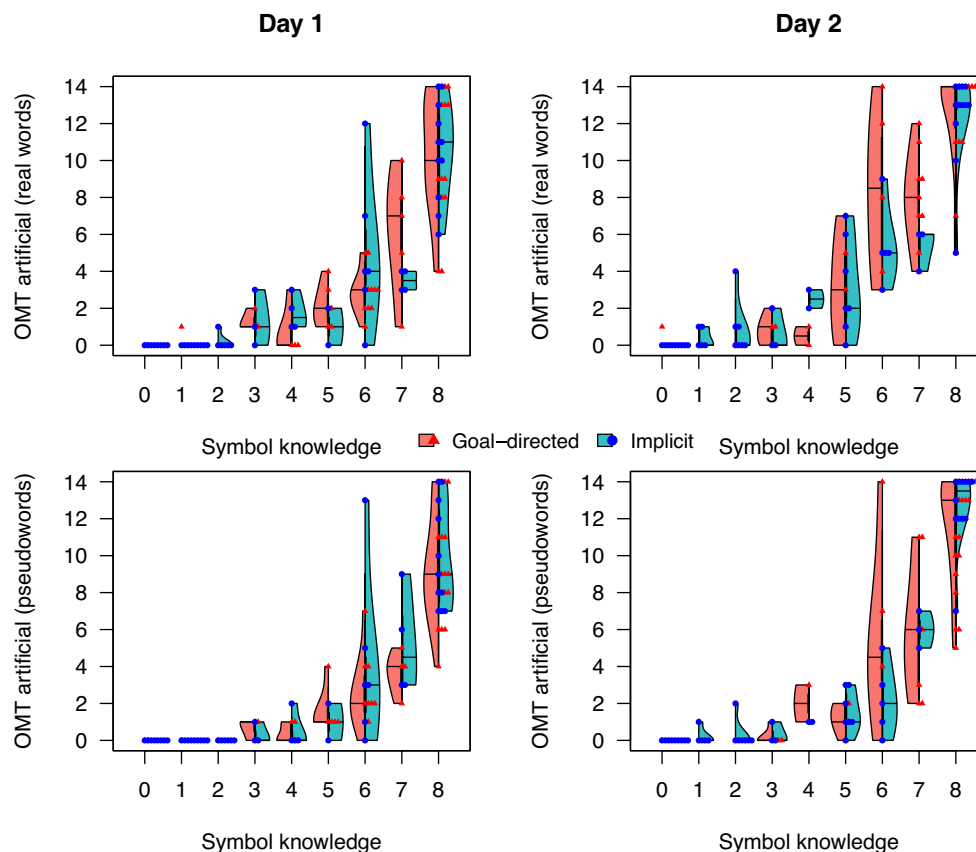 Day 1
Day 2
OMT artificial (real words)
14
12
10
8
6
4
2
0
0 1 2 3 4 5 6 7 8
Symbol knowledge
OMT artificial (real words)
14
12
10
8
6
4
2
0
0 1 2 3 4 5 6 7 8
Symbol knowledge
Goal−directed
Implicit
OMT artificial (pseudowords)
14
12
10
8
6
4
2
0
0 1 2 3 4 5 6 7 8
Symbol knowledge
OMT artificial (pseudowords)
14
12
10
8
6
4
2
0
0 1 2 3 4 5 6 7 8
Symbol knowledge